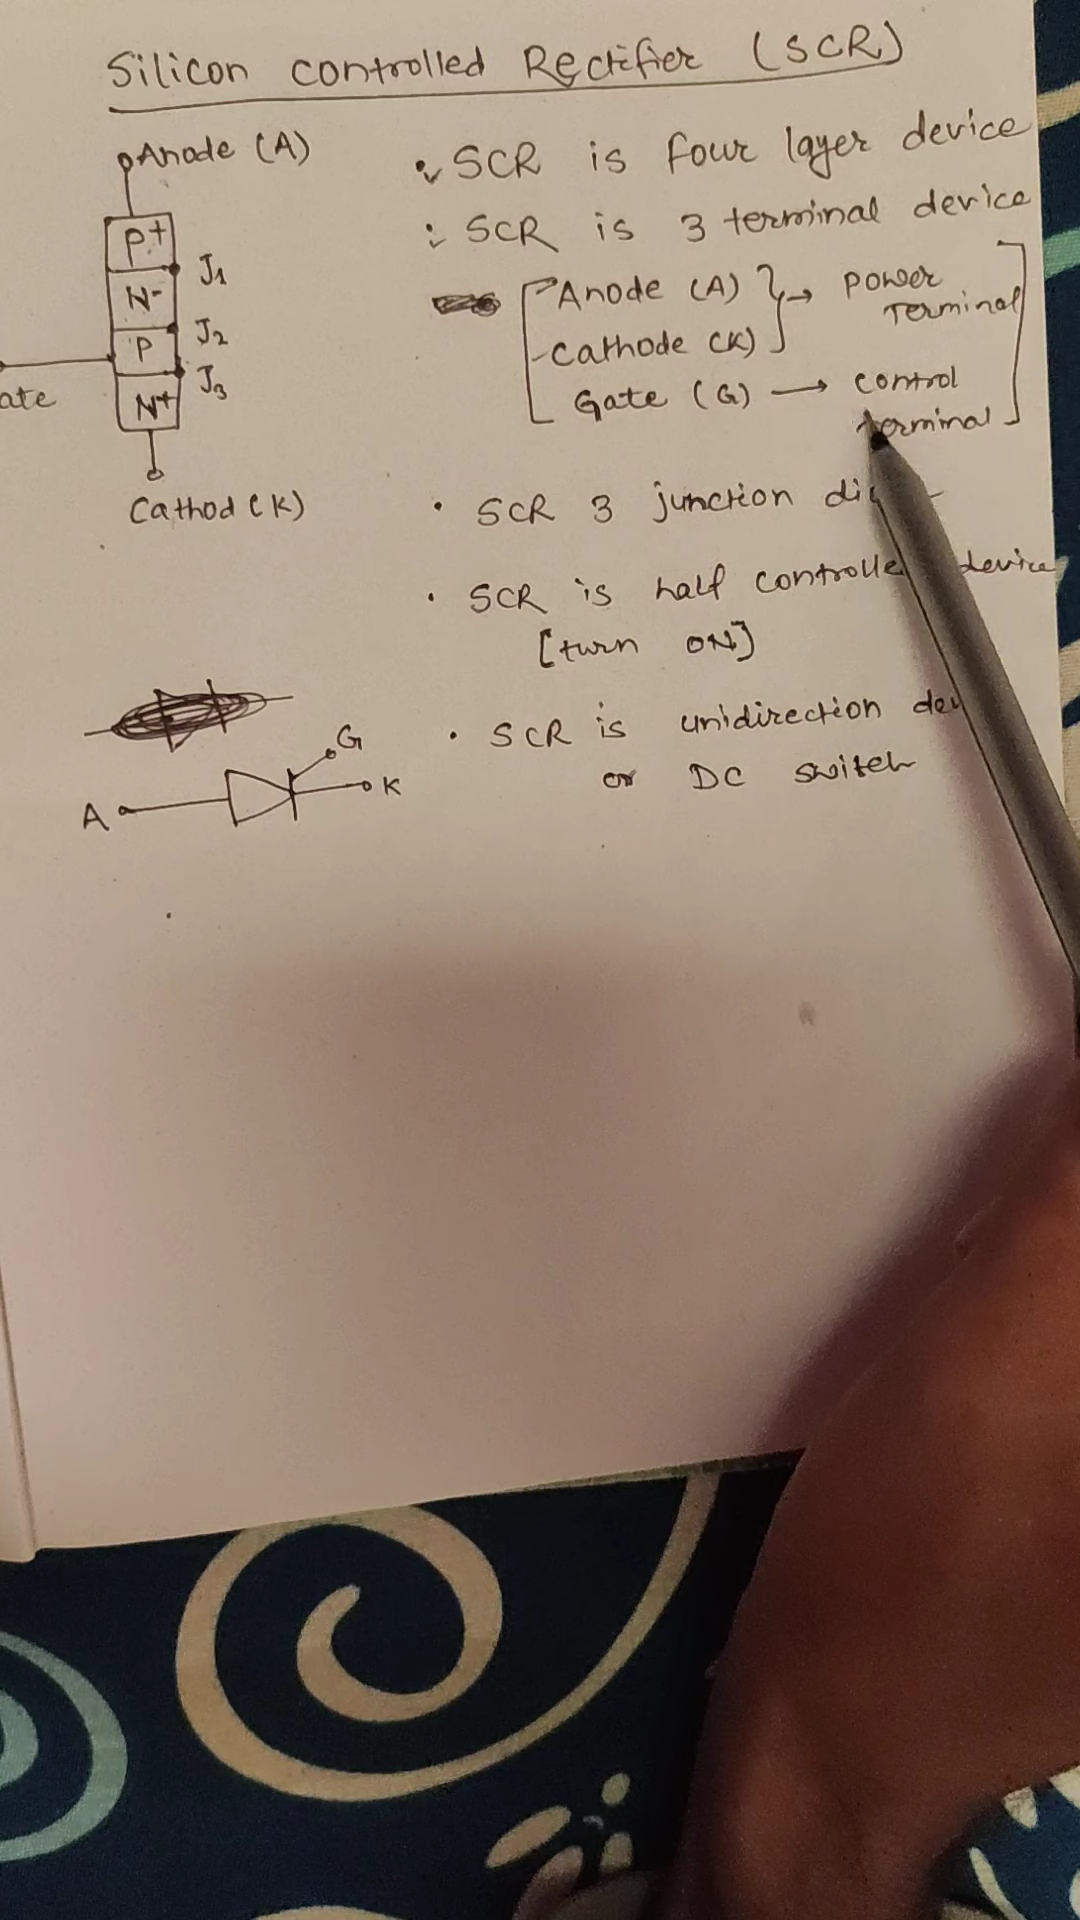 Silicon controlled Rectifier (SCR)
Anode (A)
P+
J1
N-
J2
P
J3
N+
ate
Cathod (K)
SCR is four layer device
SCR is 3 terminal device
Anode (A)
Cathode (K)
power
Terminal
Gate (G) → control
terminal
• SCR 3 junction
• SCR is half controlle device
[turn ON]
• SCR is unidirection
or DC switch
G
A
K